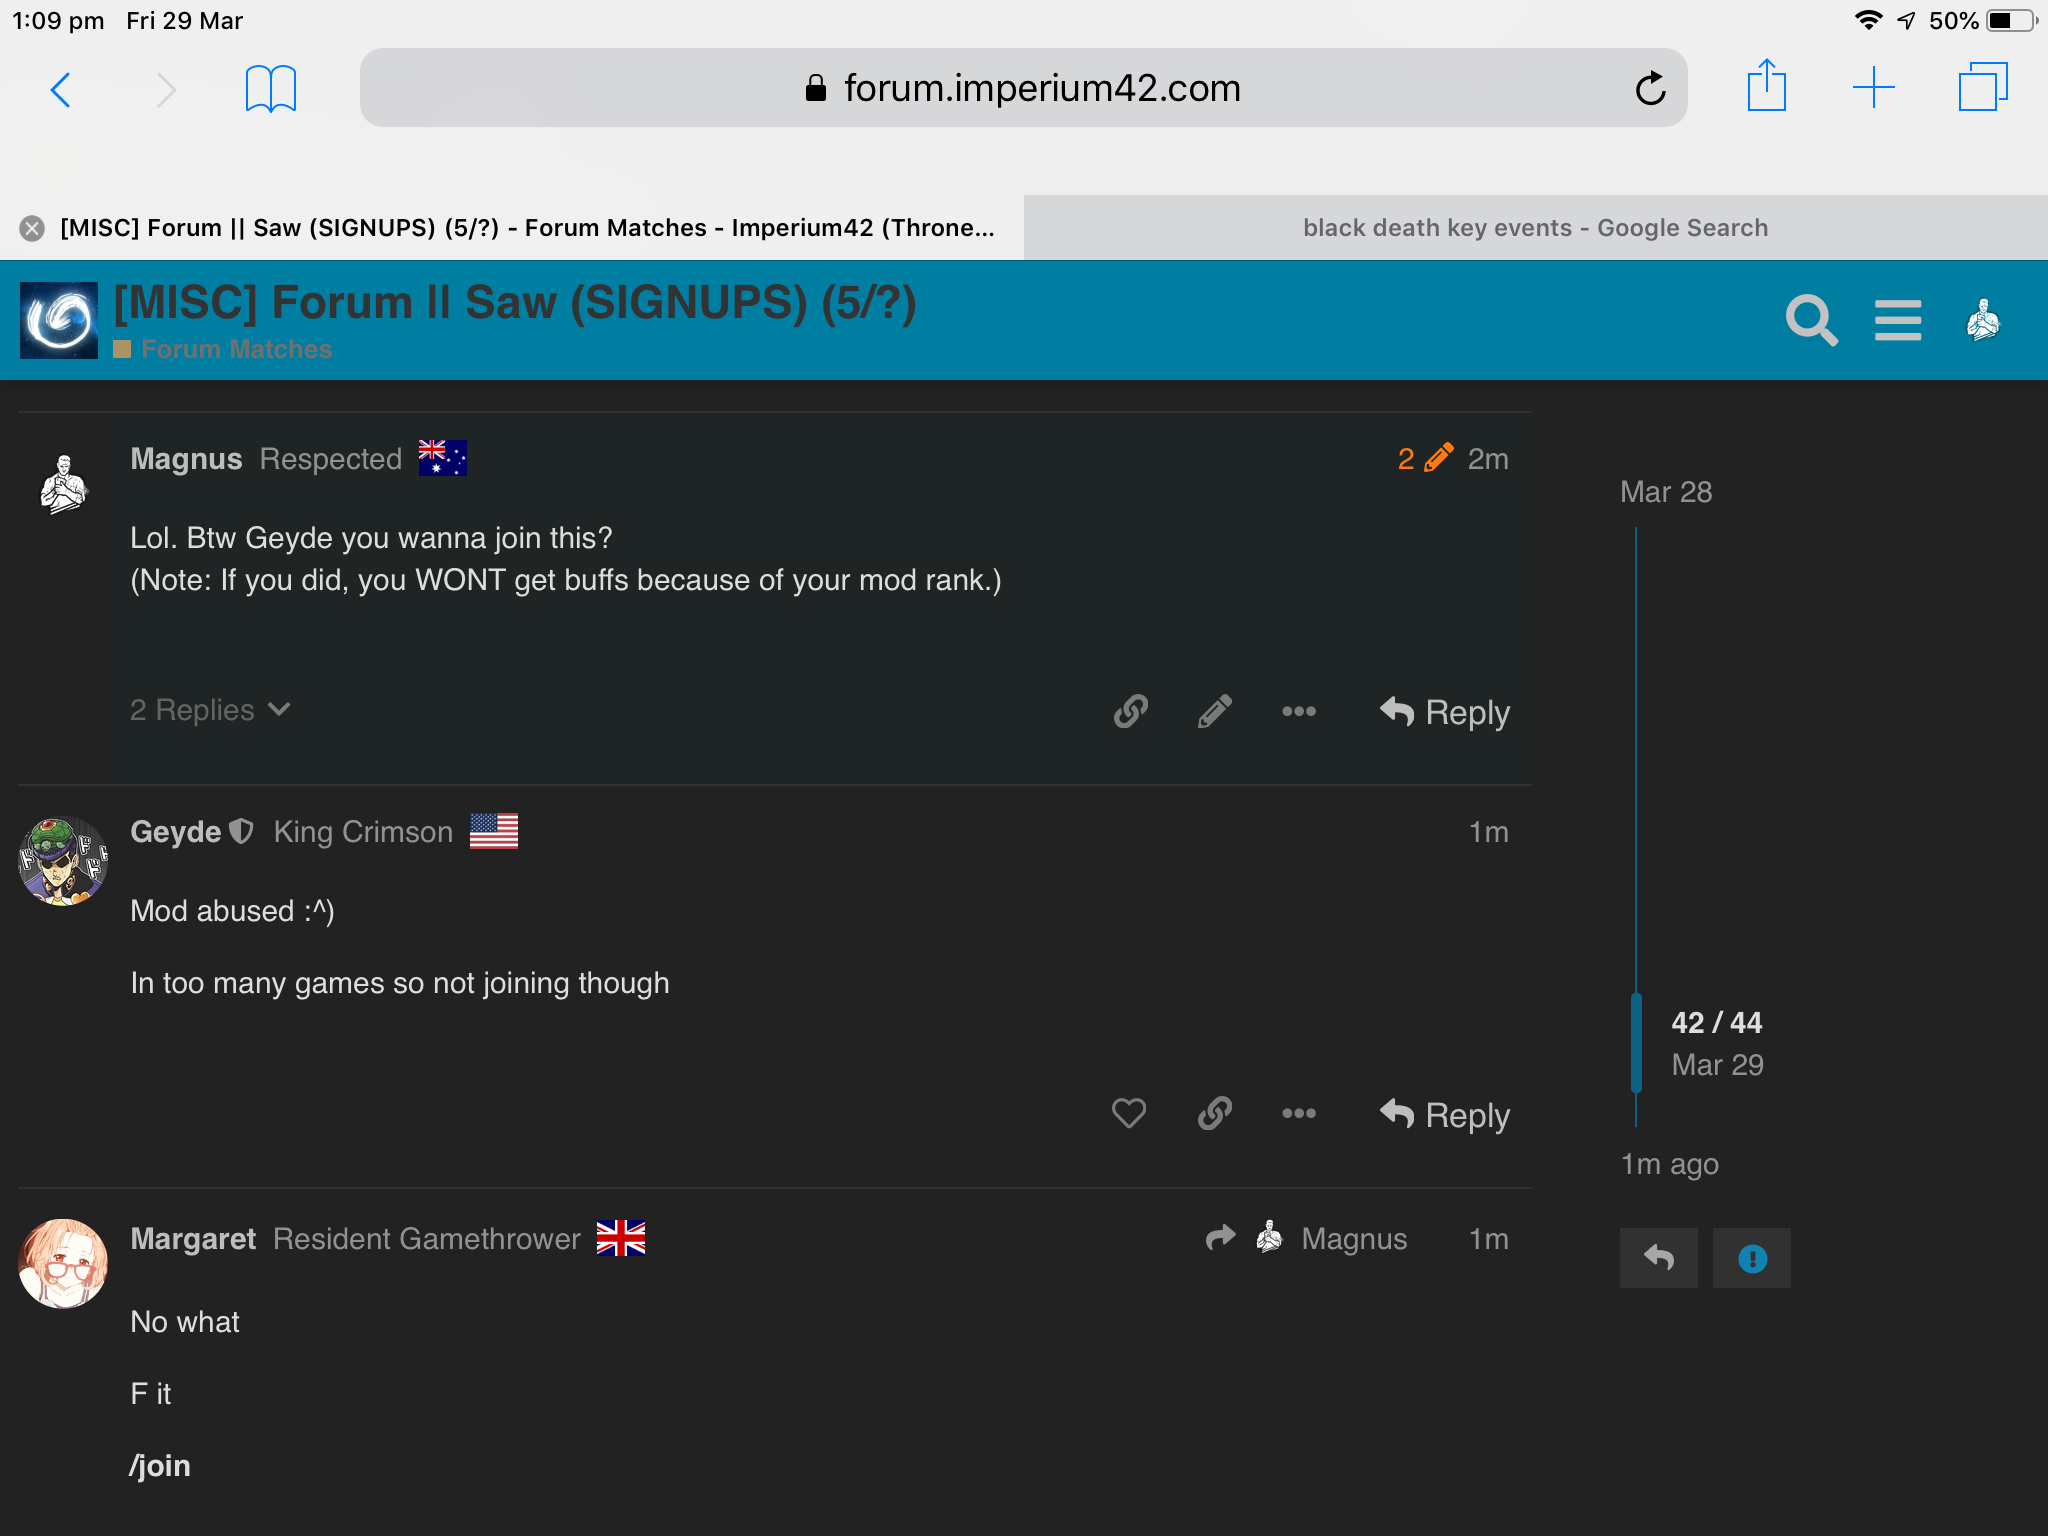 1:09 pm Fri 29 Mar
50%
forum.imperium42.com
[MISC] Forum || Saw (SIGNUPS) (5/?) - Forum Matches - Imperium42 (Throne...
black death key events - Google Search
[MISC] Forum || Saw (SIGNUPS) (5/?)
Forum Matches
Magnus Respected
2 2m
Lol. Btw Geyde you wanna join this?
(Note: If you did, you WONT get buffs because of your mod rank.)
2 Replies
Reply
Mar 28
Geyde King Crimson
1m
Mod abused :^)
In too many games so not joining though
Reply
42 / 44
Mar 29
1m ago
Margaret Resident Gamethrower
Magnus 1m
No what
F it
/join